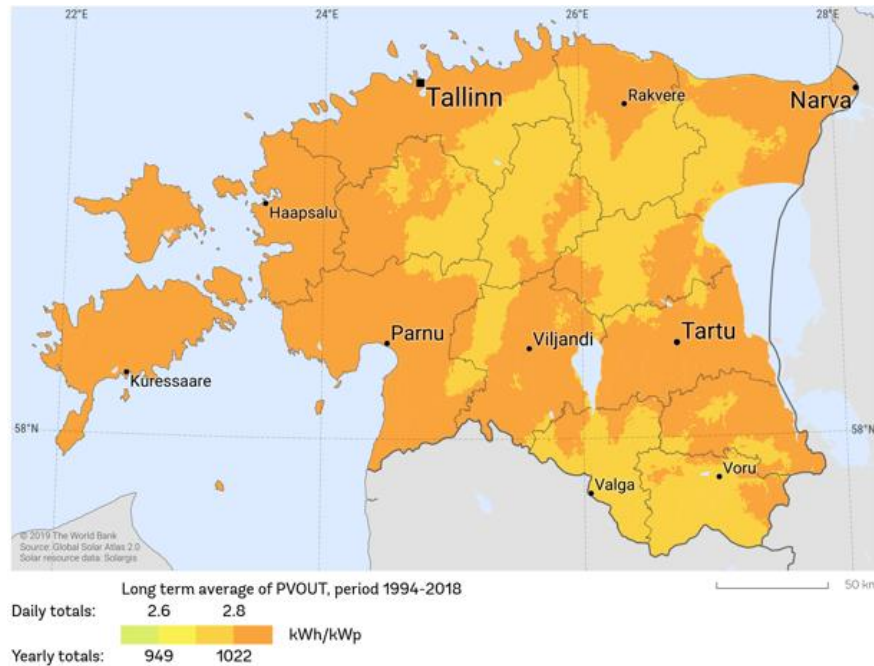 22°E 24°E 26°E 28°E
Tallinn
Rakvere
Narva
Haapsalu
Parnu
Viljandi
Tartu
Kuressaare
58°N 58°N
Valga
Voru
© 2019 The World Bank
Source: Global Solar Atlas 2.0
Solar resource data: Solargis
Long term average of PVOUT, period 1994-2018
50 km
Daily totals: 2.6 2.8
kWh/kWp
Yearly totals: 949 1022